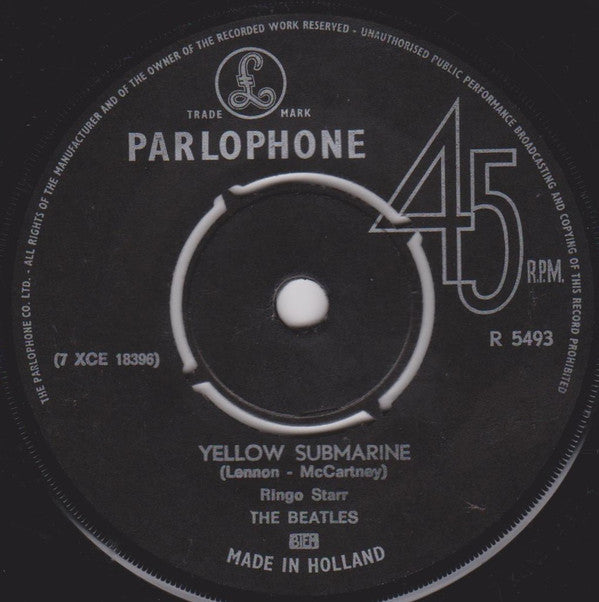 THE PARLOPHONE CO. LTD. - ALL RIGHTS OF THE MANUFACTURER AND OF THE OWNER OF THE RECORDED WORK RESERVED - UNAUTHORISED PUBLIC PERFORMANCE BROADCASTING AND COPYING OF THIS RECORD PROHIBITED
£
TRADE MARK
PARLOPHONE
45
R.P.M.
R 5493
(7 XCE 18396)
YELLOW SUBMARINE
(Lennon - McCartney)
Ringo Starr
THE BEATLES
BIEM
MADE IN HOLLAND